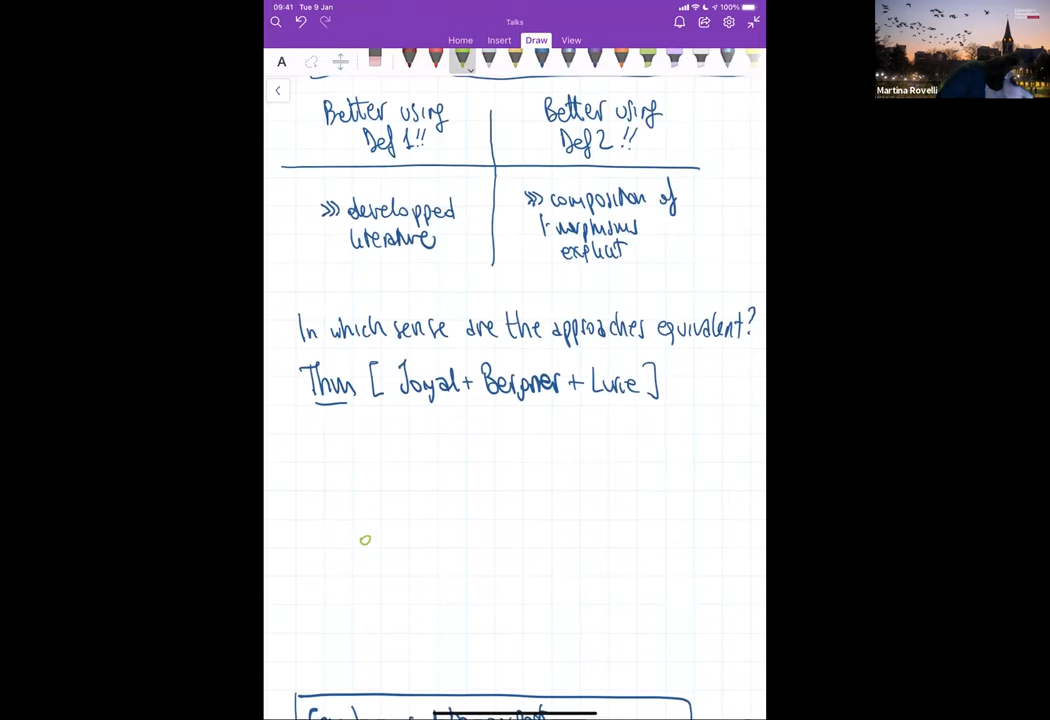 09:41 Tue 9 Jan
100%
Talks
Home Insert Draw View
A
Better using
Def 1!!
Better using
Def 2!!
>>> developped
literature
>>> composition of
1-morphisms
explicit
In which sense are the approaches equivalent?
Thm [Joyal + Bergner + Lurie]
Martina Rovelli